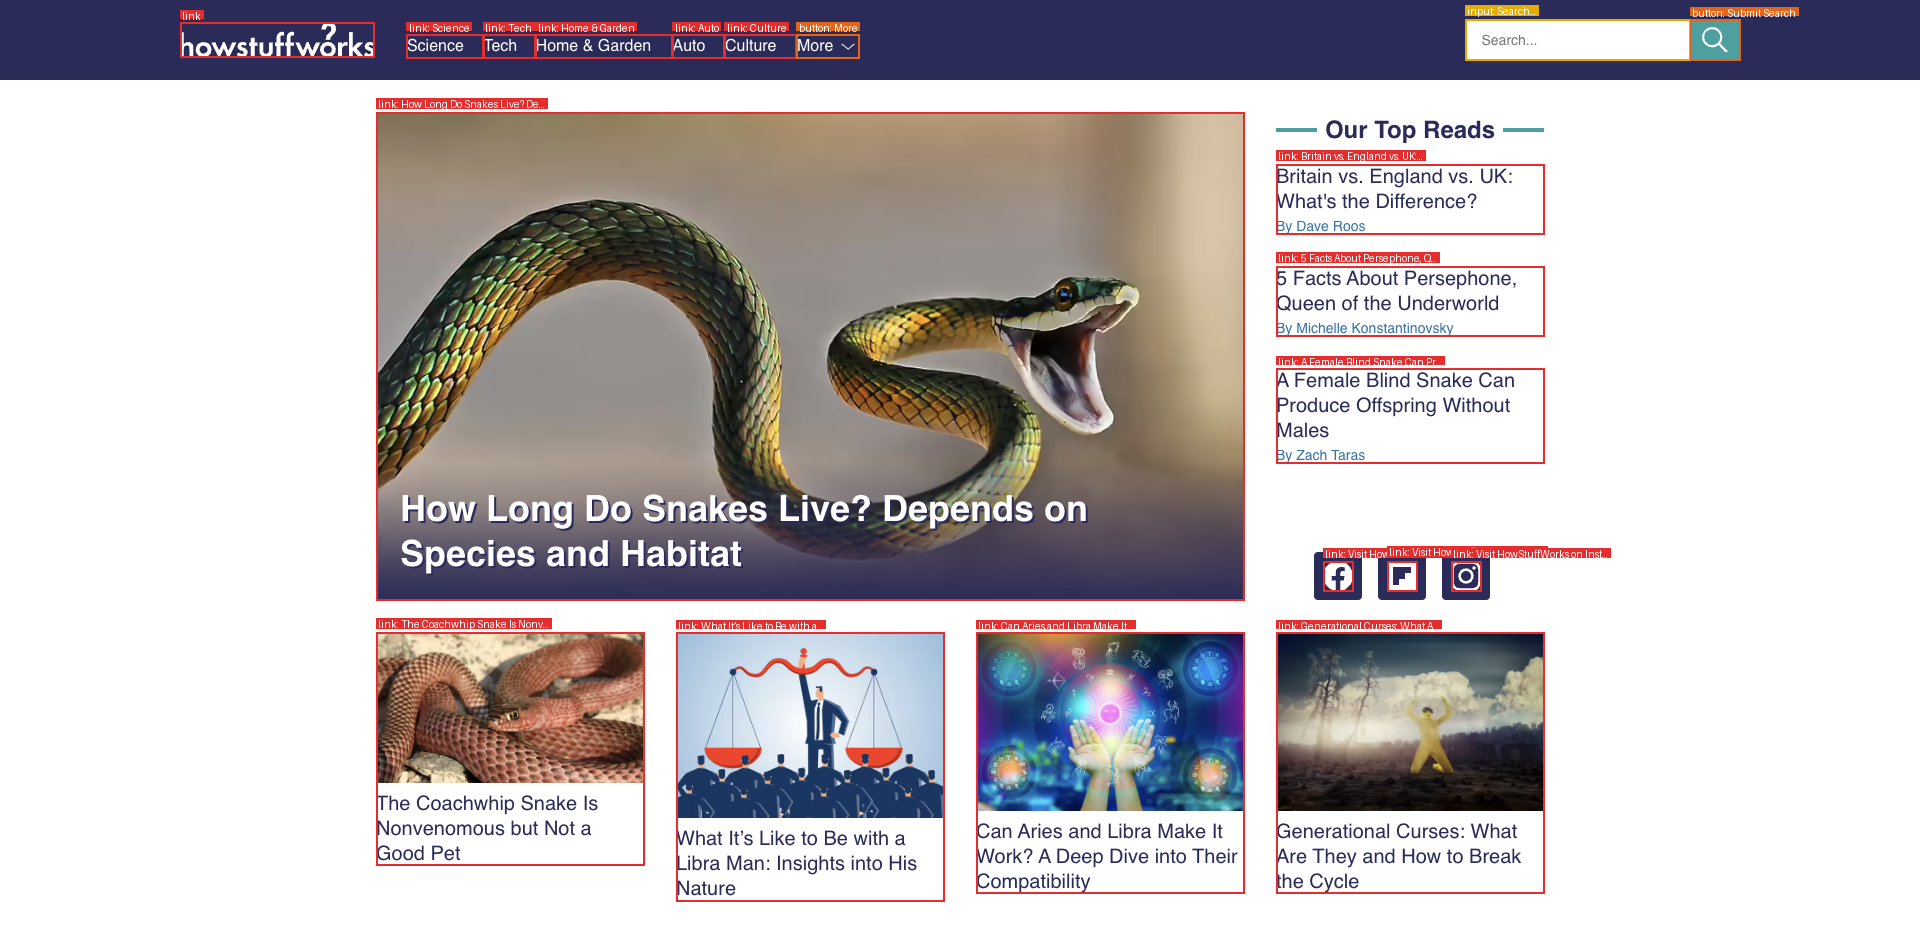 link
howstuffworks
link: Science
link: Tech
link: Home & Garden
link: Auto
link: Culture
button: More
Science
Tech
Home & Garden
Auto
Culture
More
input: Search...
Search...
button: Submit Search
link: How Long Do Snakes Live? De...
How Long Do Snakes Live? Depends on
Species and Habitat
Our Top Reads
link: Britain vs. England vs. UK:...
Britain vs. England vs. UK:
What's the Difference?
By Dave Roos
link: 5 Facts About Persephone, Q...
5 Facts About Persephone,
Queen of the Underworld
By Michelle Konstantinovsky
link: A Female Blind Snake Can Pr...
A Female Blind Snake Can
Produce Offspring Without
Males
By Zach Taras
link: Visit How
link: Visit How
link: Visit HowStuffWorks on Inst...
link: The Coachwhip Snake Is Nonv...
The Coachwhip Snake Is
Nonvenomous but Not a
Good Pet
link: What It's Like to Be with a...
What It’s Like to Be with a
Libra Man: Insights into His
Nature
link: Can Aries and Libra Make It...
Can Aries and Libra Make It
Work? A Deep Dive into Their
Compatibility
link: Generational Curses: What A...
Generational Curses: What
Are They and How to Break
the Cycle